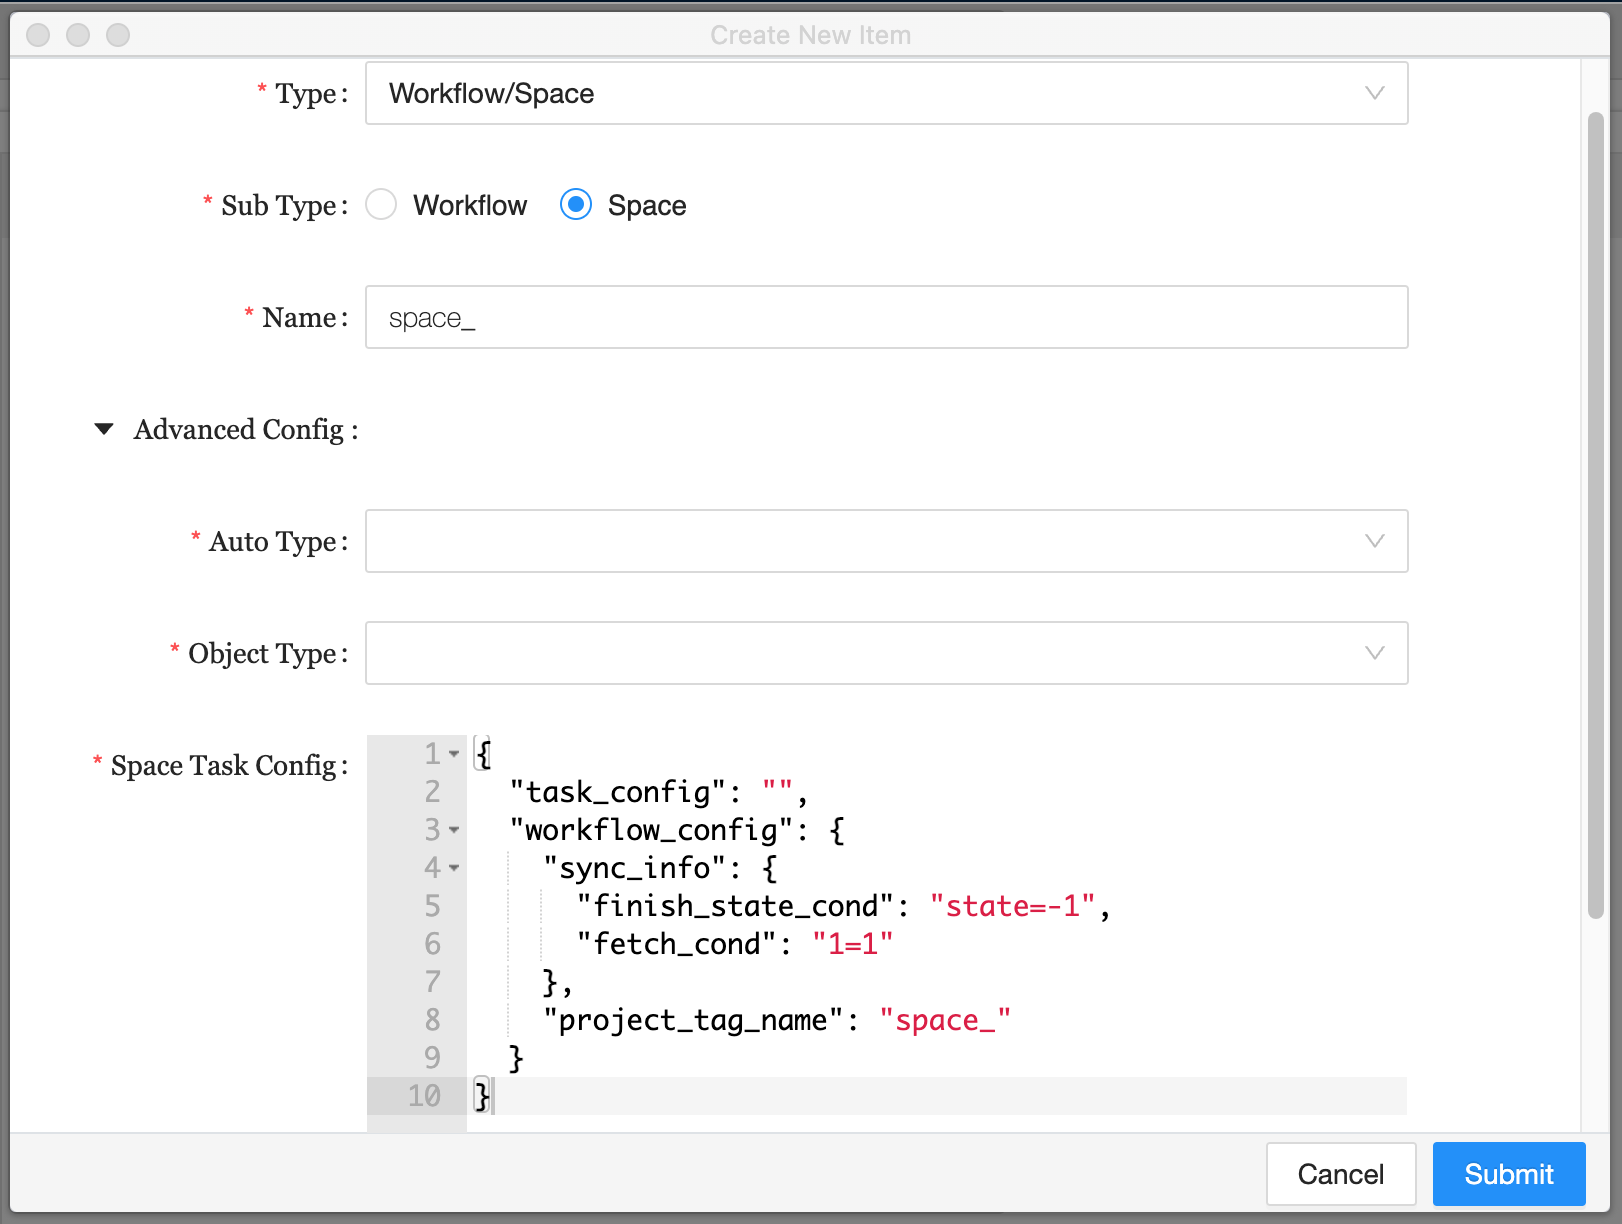 Create New Item
* Type : Workflow/Space
* Sub Type : Workflow Space
* Name : space_
Advanced Config :
* Auto Type :
* Object Type :
* Space Task Config :
1 {
2 "task_config": "",
3 "workflow_config": {
4 "sync_info": {
5 "finish_state_cond": "state=-1",
6 "fetch_cond": "1=1"
7 },
8 "project_tag_name": "space_"
9 }
10 }
Cancel Submit